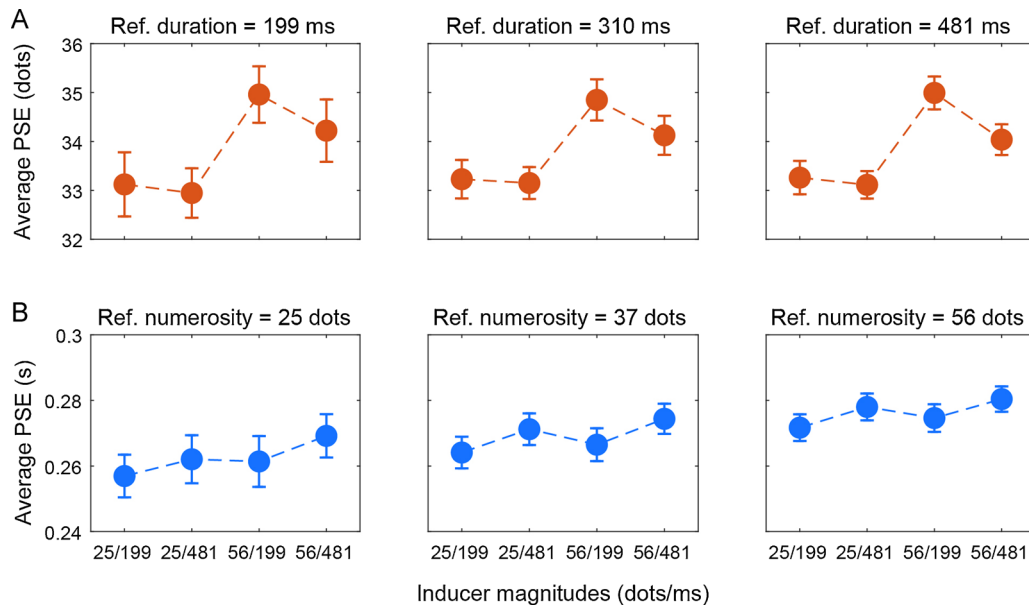 A
Ref. duration = 199 ms
Ref. duration = 310 ms
Ref. duration = 481 ms
Average PSE (dots)
36
35
34
33
32
B
Ref. numerosity = 25 dots
Ref. numerosity = 37 dots
Ref. numerosity = 56 dots
Average PSE (s)
0.3
0.28
0.26
0.24
25/199 25/481 56/199 56/481
25/199 25/481 56/199 56/481
25/199 25/481 56/199 56/481
Inducer magnitudes (dots/ms)